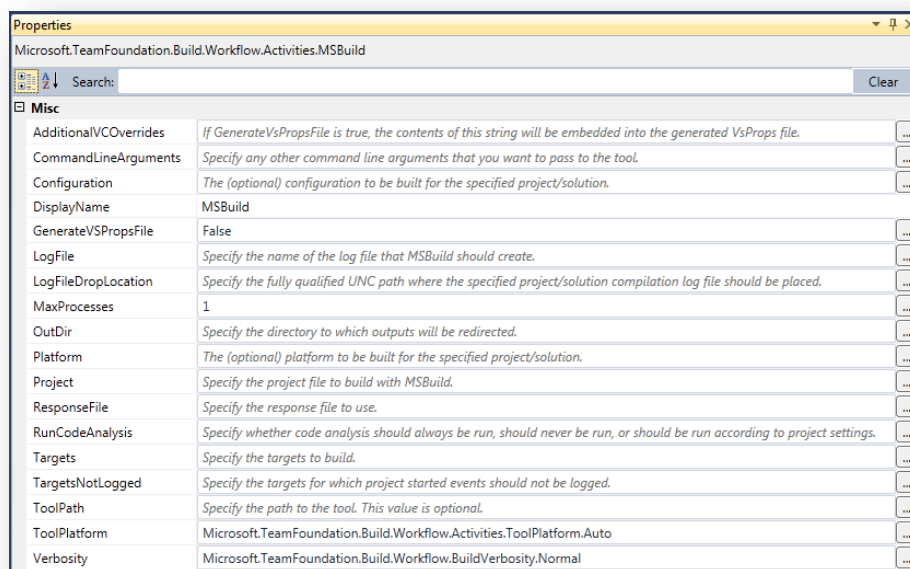 Properties
Microsoft.TeamFoundation.Build.Workflow.Activities.MSBuild
Search: Clear
Misc
AdditionalVCOverrides If GenerateVsPropsFile is true, the contents of this string will be embedded into the generated VsProps file. ...
CommandLineArguments Specify any other command line arguments that you want to pass to the tool. ...
Configuration The (optional) configuration to be built for the specified project/solution. ...
DisplayName MSBuild
GenerateVSPropsFile False ...
LogFile Specify the name of the log file that MSBuild should create. ...
LogFileDropLocation Specify the fully qualified UNC path where the specified project/solution compilation log file should be placed. ...
MaxProcesses 1 ...
OutDir Specify the directory to which outputs will be redirected. ...
Platform The (optional) platform to be built for the specified project/solution. ...
Project Specify the project file to build with MSBuild. ...
ResponseFile Specify the response file to use. ...
RunCodeAnalysis Specify whether code analysis should always be run, should never be run, or should be run according to project settings. ...
Targets Specify the targets to build. ...
TargetsNotLogged Specify the targets for which project started events should not be logged. ...
ToolPath Specify the path to the tool. This value is optional. ...
ToolPlatform Microsoft.TeamFoundation.Build.Workflow.Activities.ToolPlatform.Auto ...
Verbosity Microsoft.TeamFoundation.Build.Workflow.BuildVerbosity.Normal ...